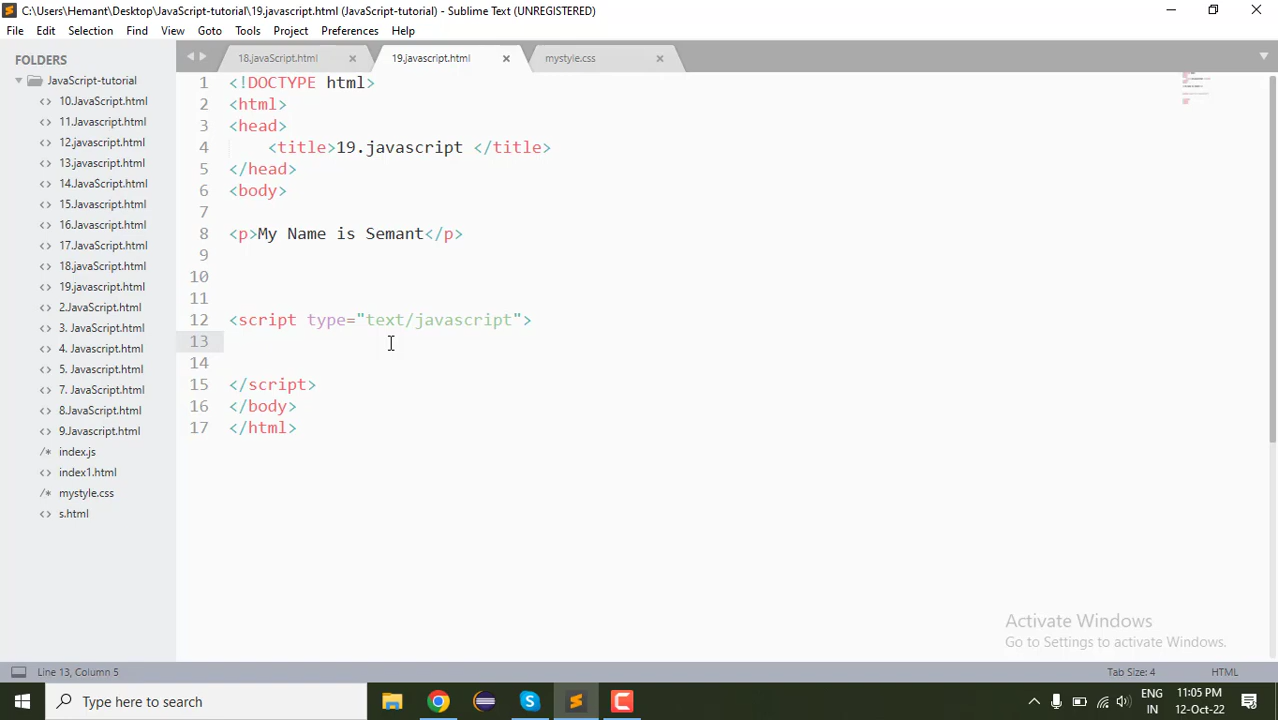 C:\Users\Hemant\Desktop\JavaScript-tutorial\19.javascript.html (JavaScript-tutorial) - Sublime Text (UNREGISTERED)
File Edit Selection Find View Goto Tools Project Preferences Help
FOLDERS
JavaScript-tutorial
10.JavaScript.html
11.Javascript.html
12.javascript.html
13.javascript.html
14.JavaScript.html
15.Javascript.html
16.Javascript.html
17.JavaScript.html
18.javaScript.html
19.javascript.html
2.JavaScript.html
3. JavaScript.html
4. Javascript.html
5. Javascript.html
7. JavaScript.html
8.JavaScript.html
9.Javascript.html
index.js
index1.html
mystyle.css
s.html
18.javaScript.html 19.javascript.html mystyle.css
1 <!DOCTYPE html>
2 <html>
3 <head>
4 <title>19.javascript </title>
5 </head>
6 <body>
7
8 <p>My Name is Semant</p>
9
10
11
12 <script type="text/javascript">
13
14
15 </script>
16 </body>
17 </html>
Activate Windows
Go to Settings to activate Windows.
Line 13, Column 5 Tab Size: 4 HTML
Type here to search
ENG
IN
11:05 PM
12-Oct-22